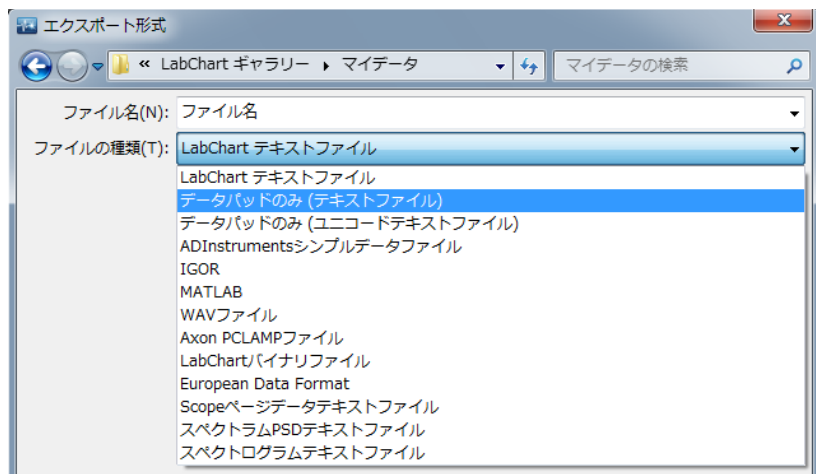 エクスポート形式
« LabChart ギャラリー ▸ マイデータ マイデータの検索
ファイル名(N): ファイル名
ファイルの種類(T): LabChart テキストファイル
LabChart テキストファイル
データパッドのみ (テキストファイル)
データパッドのみ (ユニコードテキストファイル)
ADInstrumentsシンプルデータファイル
IGOR
MATLAB
WAVファイル
Axon PCLAMPファイル
LabChartバイナリファイル
European Data Format
Scopeページデータテキストファイル
スペクトラムPSDテキストファイル
スペクトログラムテキストファイル